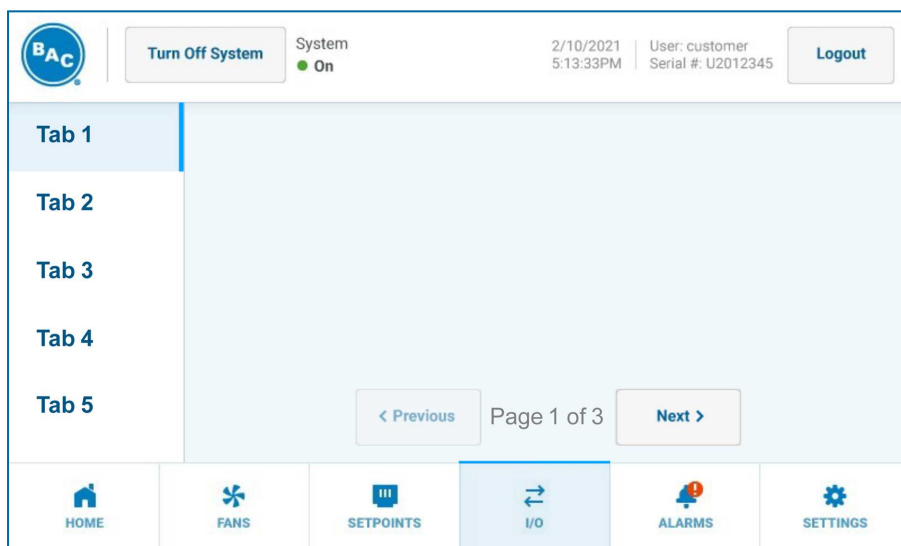 BAC
®
Turn Off System
System
On
2/10/2021
5:13:33PM
User: customer
Serial #: U2012345
Logout
Tab 1
Tab 2
Tab 3
Tab 4
Tab 5
< Previous
Page 1 of 3
Next >
HOME
FANS
SETPOINTS
I/O
ALARMS
SETTINGS